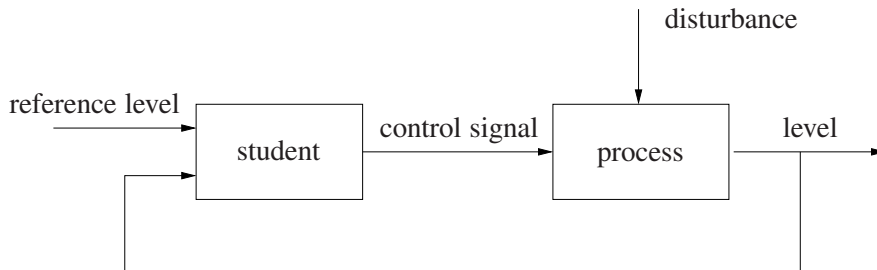 disturbance
reference level
control signal
level
student
process